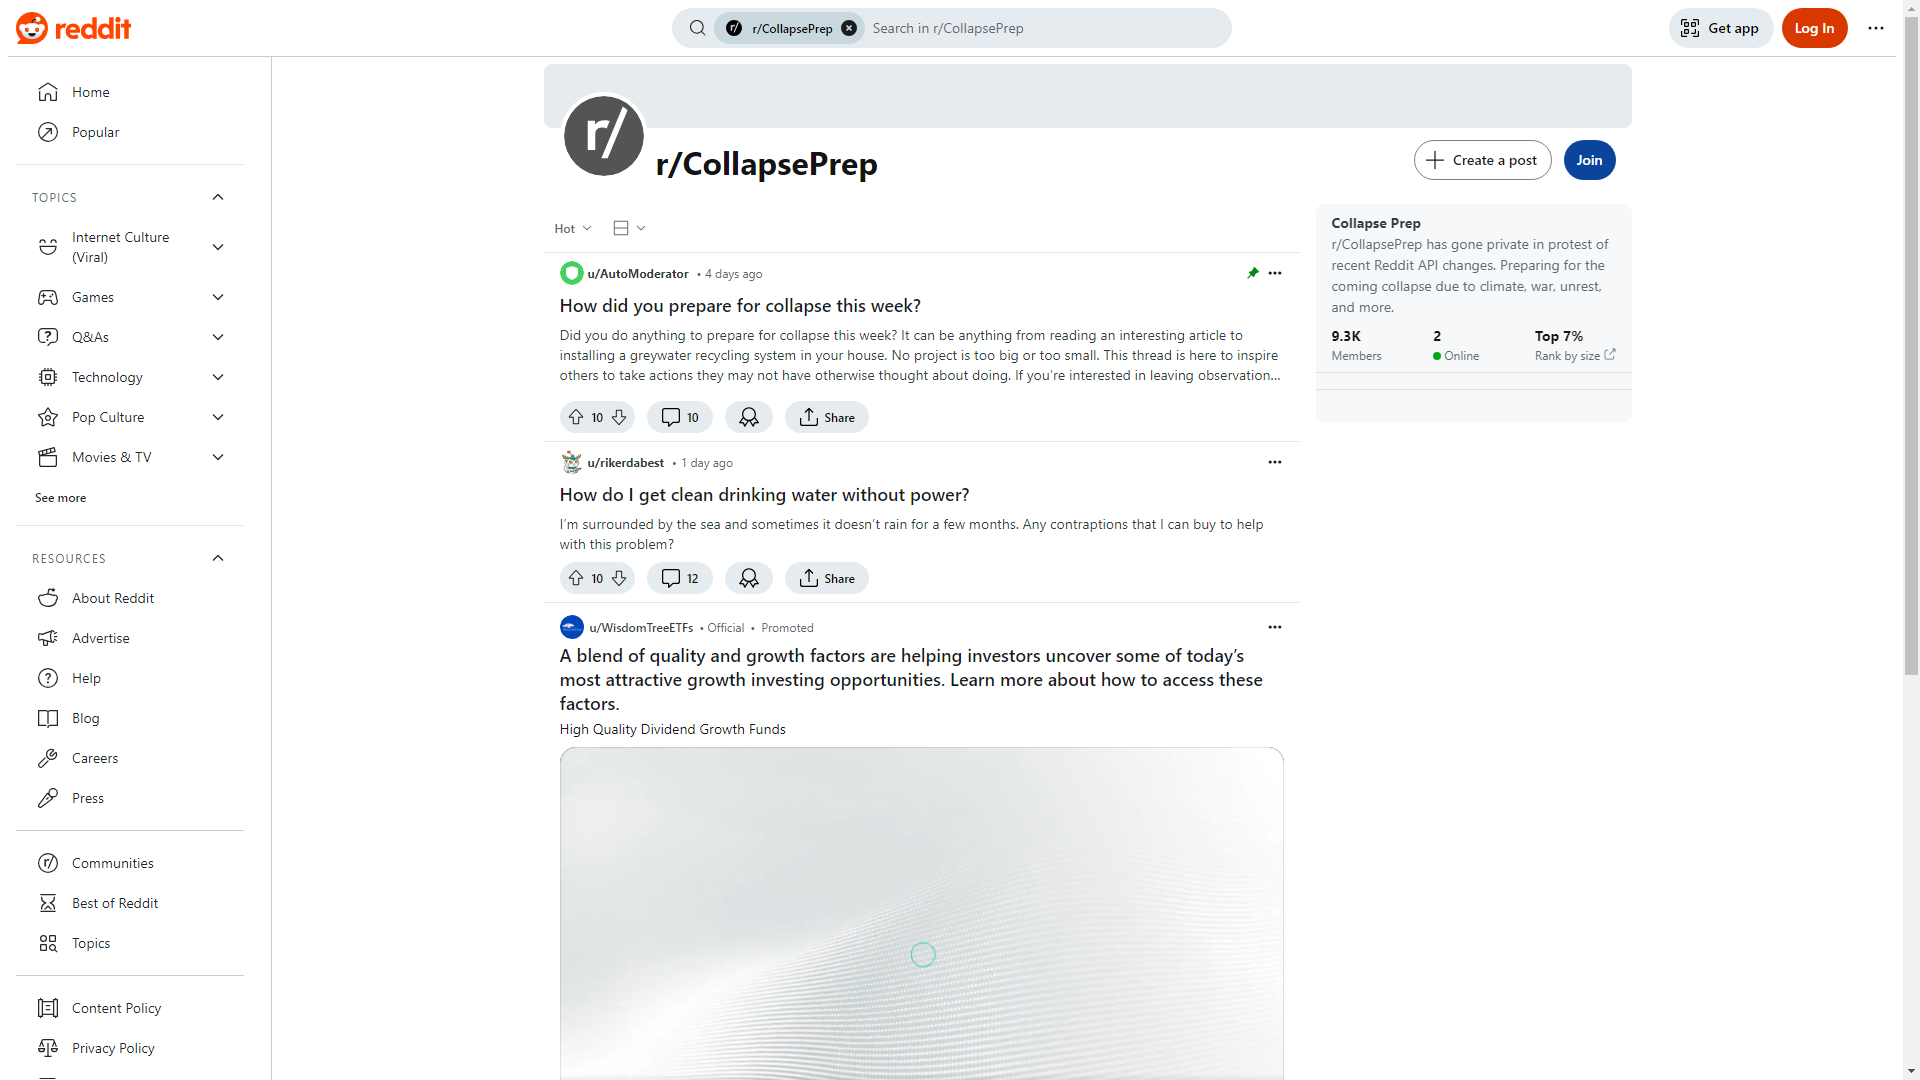 reddit
r/CollapsePrep
Search in r/CollapsePrep
Get app
Log In
Home
Popular
TOPICS
Internet Culture
(Viral)
Games
Q&As
Technology
Pop Culture
Movies & TV
See more
RESOURCES
About Reddit
Advertise
Help
Blog
Careers
Press
Communities
Best of Reddit
Topics
Content Policy
Privacy Policy
r/
r/CollapsePrep
Create a post
Join
Hot
u/AutoModerator • 4 days ago
How did you prepare for collapse this week?
Did you do anything to prepare for collapse this week? It can be anything from reading an interesting article to
installing a greywater recycling system in your house. No project is too big or too small. This thread is here to inspire
others to take actions they may not have otherwise thought about doing. If you’re interested in leaving observation...
10
10
Share
u/rikerdabest • 1 day ago
How do I get clean drinking water without power?
I’m surrounded by the sea and sometimes it doesn’t rain for a few months. Any contraptions that I can buy to help
with this problem?
10
12
Share
u/WisdomTreeETFs • Official • Promoted
A blend of quality and growth factors are helping investors uncover some of today’s
most attractive growth investing opportunities. Learn more about how to access these
factors.
High Quality Dividend Growth Funds
Collapse Prep
r/CollapsePrep has gone private in protest of
recent Reddit API changes. Preparing for the
coming collapse due to climate, war, unrest,
and more.
9.3K
Members
2
Online
Top 7%
Rank by size